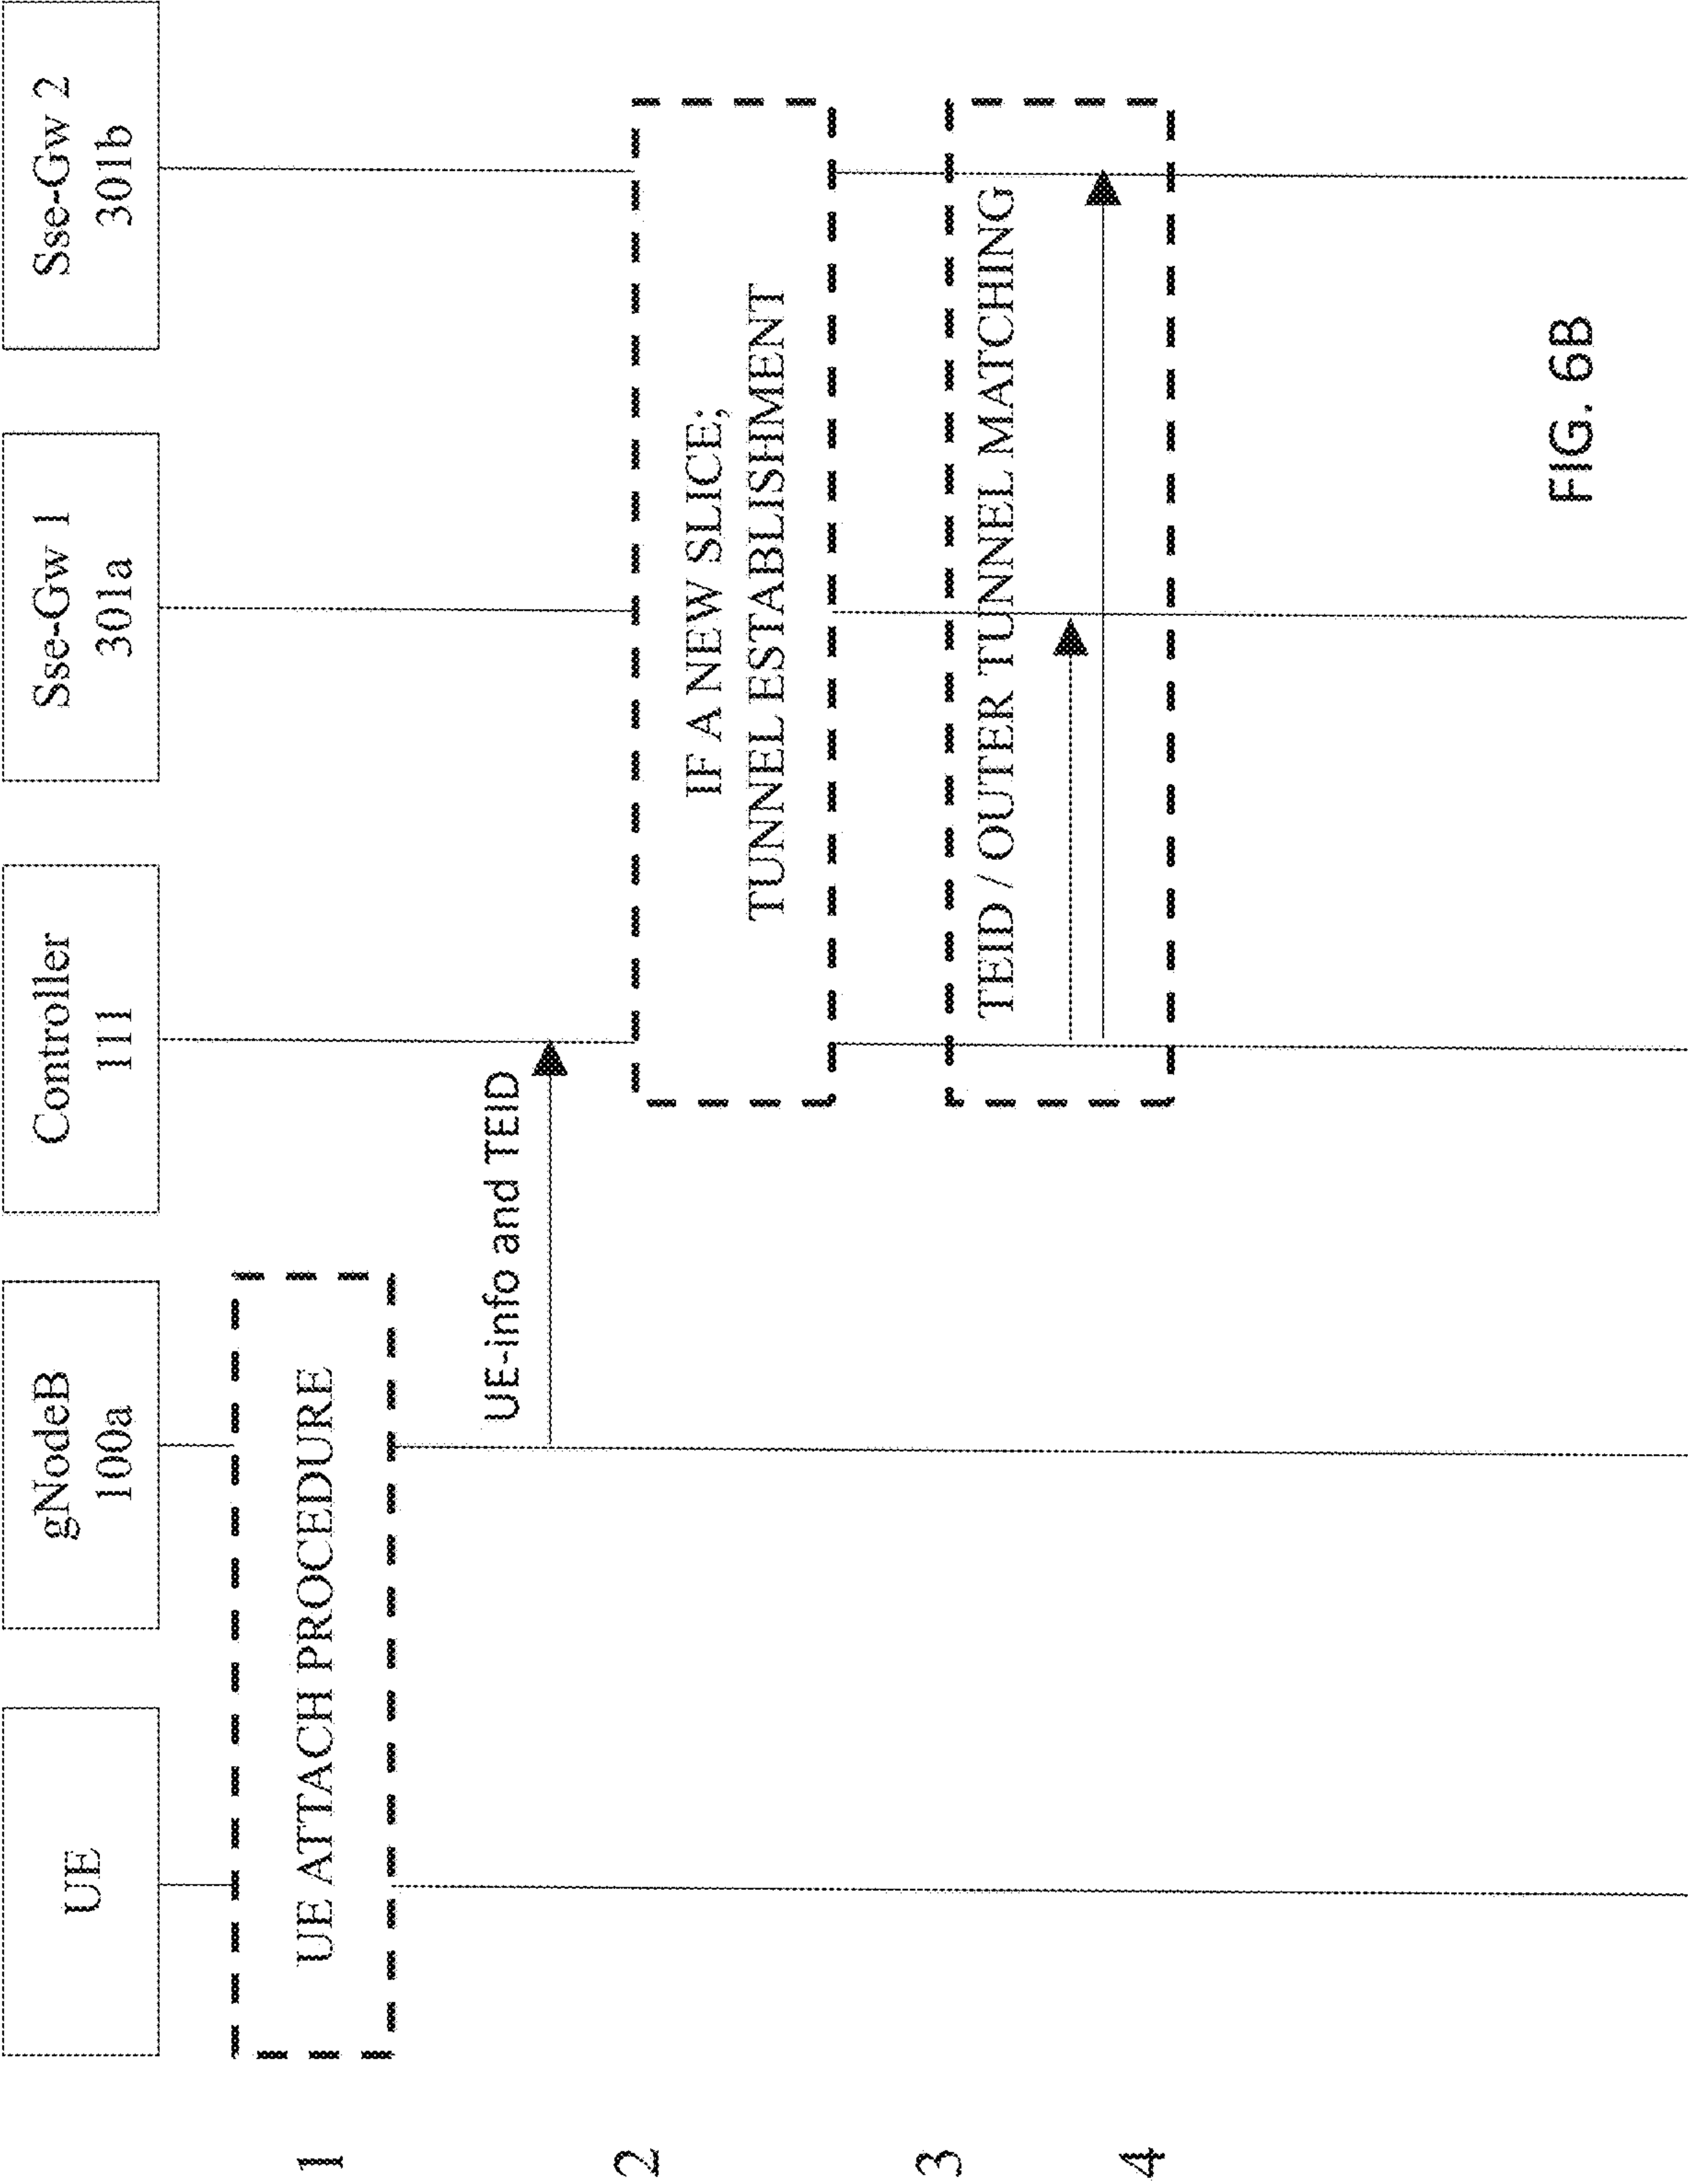 UE
gNodeB
100a
Controller
111
Sse-Gw 1
301a
Sse-Gw 2
301b
1
UE ATTACH PROCEDURE
UE-info and TEID
2
IF A NEW SLICE;
TUNNEL ESTABLISHMENT
3
TEID / OUTER TUNNEL MATCHING
4
FIG. 6B